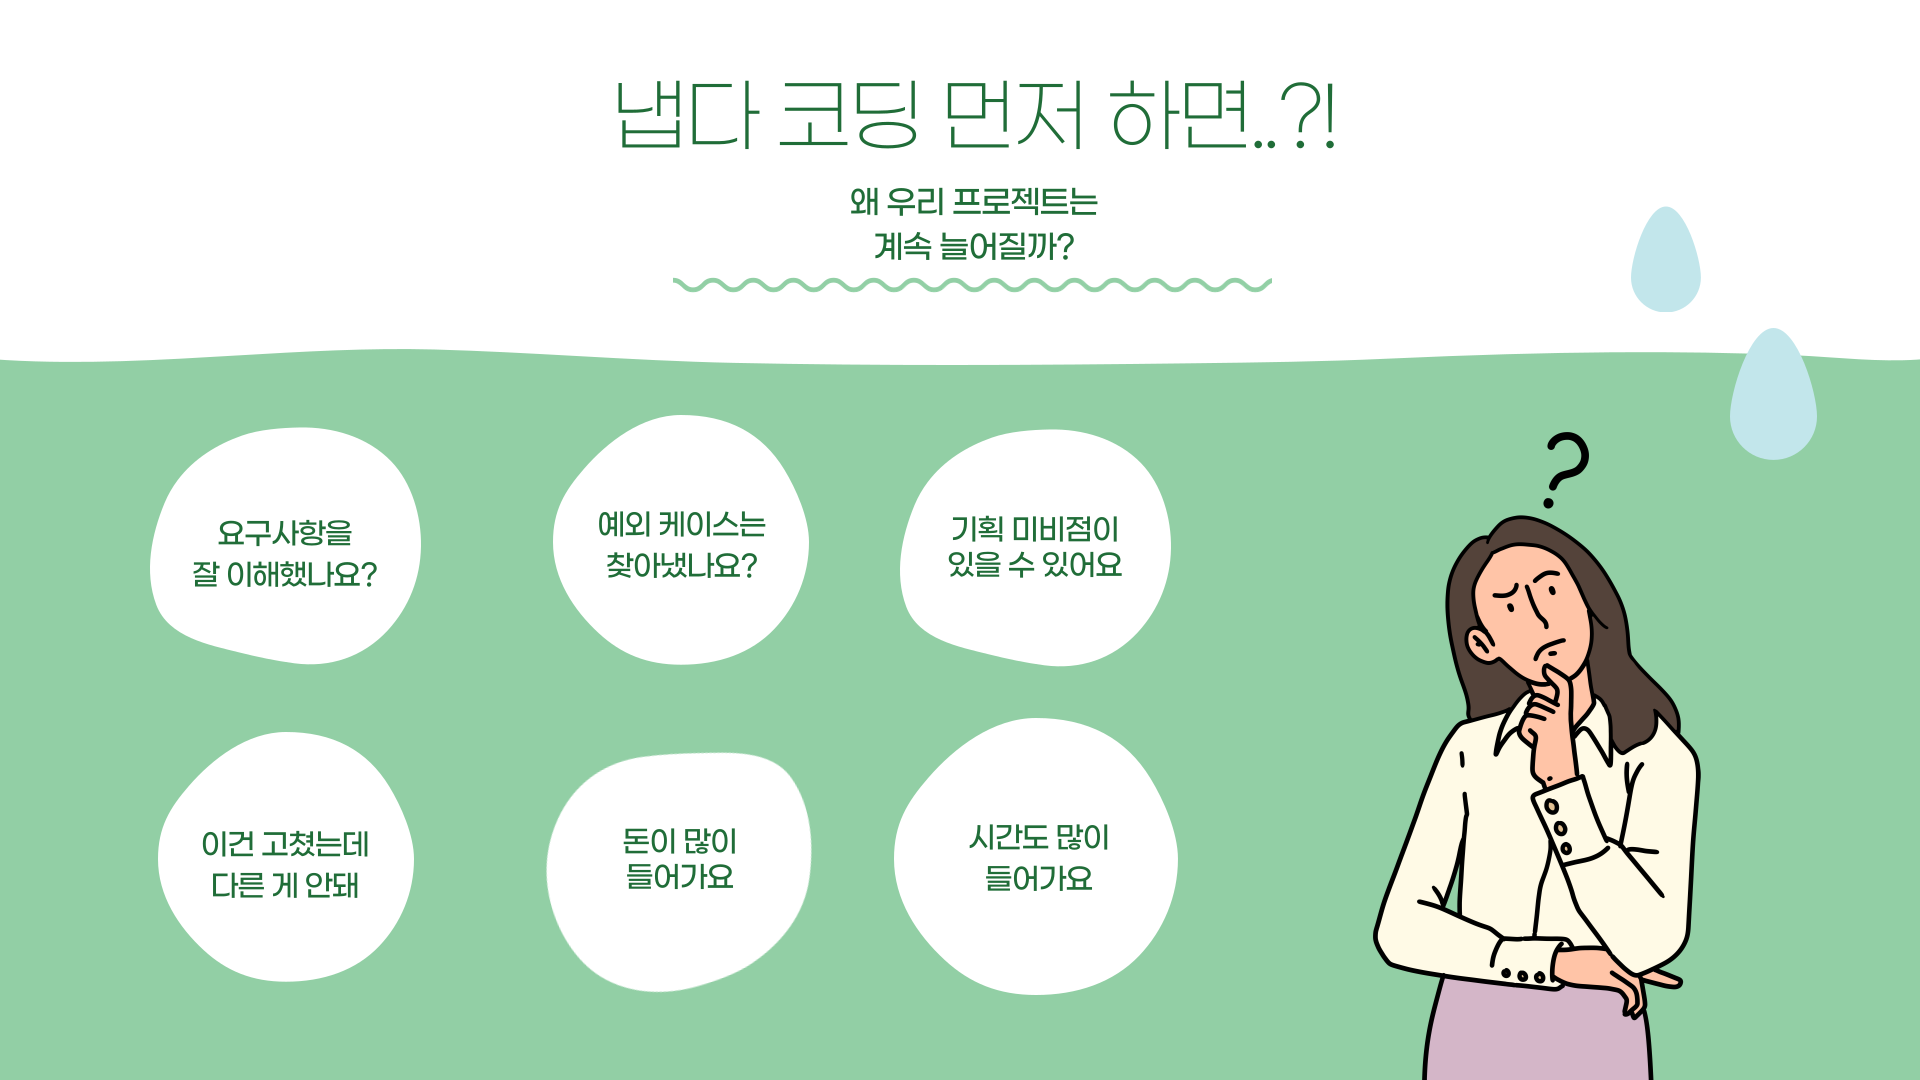 냅다 코딩 먼저 하면..?!
왜 우리 프로젝트는
계속 늘어질까?
요구사항을
잘 이해했나요?
예외 케이스는
찾아냈나요?
기획 미비점이
있을 수 있어요
이건 고쳤는데
다른 게 안돼
돈이 많이
들어가요
시간도 많이
들어가요
?